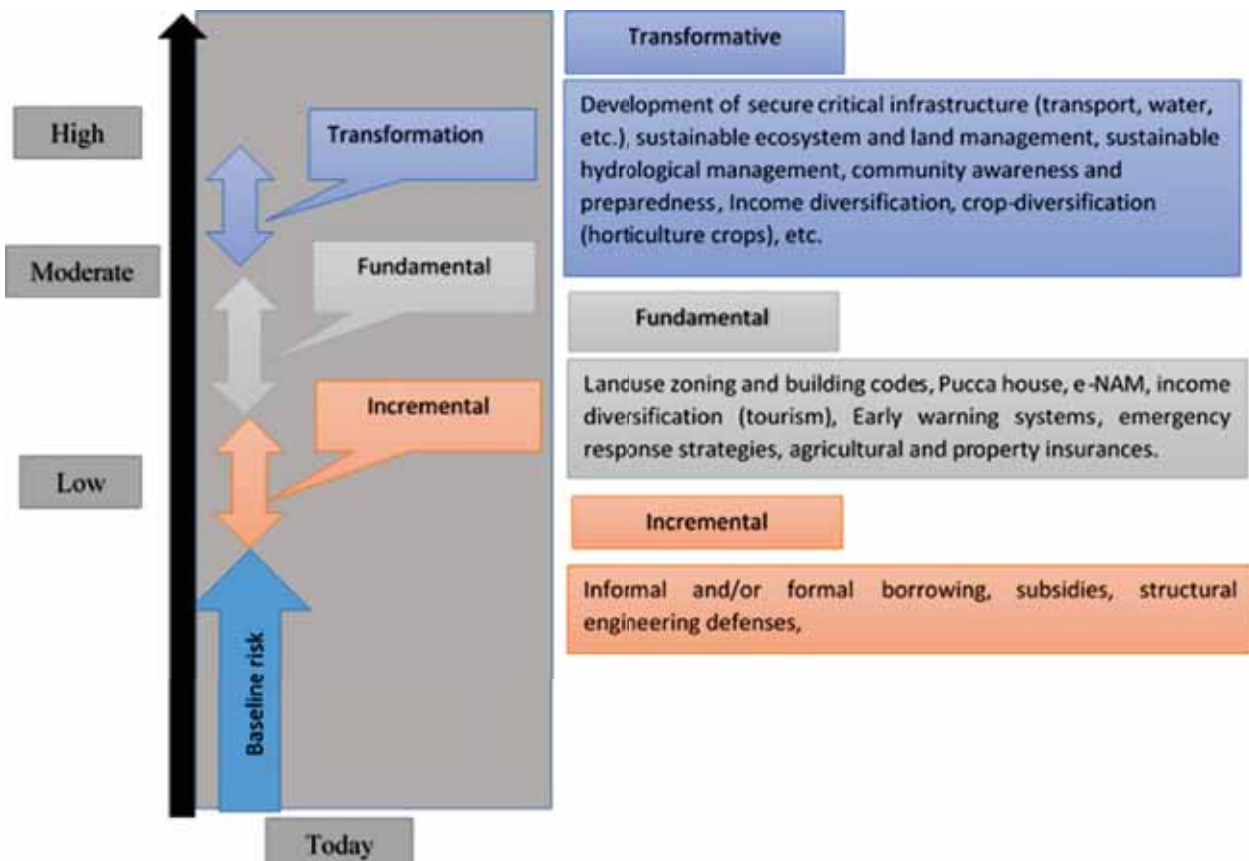 High
Moderate
Low
Transformation
Fundamental
Incremental
Baseline risk
Today
Transformative
Development of secure critical infrastructure (transport, water,
etc.), sustainable ecosystem and land management, sustainable
hydrological management, community awareness and
preparedness, Income diversification, crop-diversification
(horticulture crops), etc.
Fundamental
Landuse zoning and building codes, Pucca house, e-NAM, income
diversification (tourism), Early warning systems, emergency
response strategies, agricultural and property insurances.
Incremental
Informal and/or formal borrowing, subsidies, structural
engineering defenses,